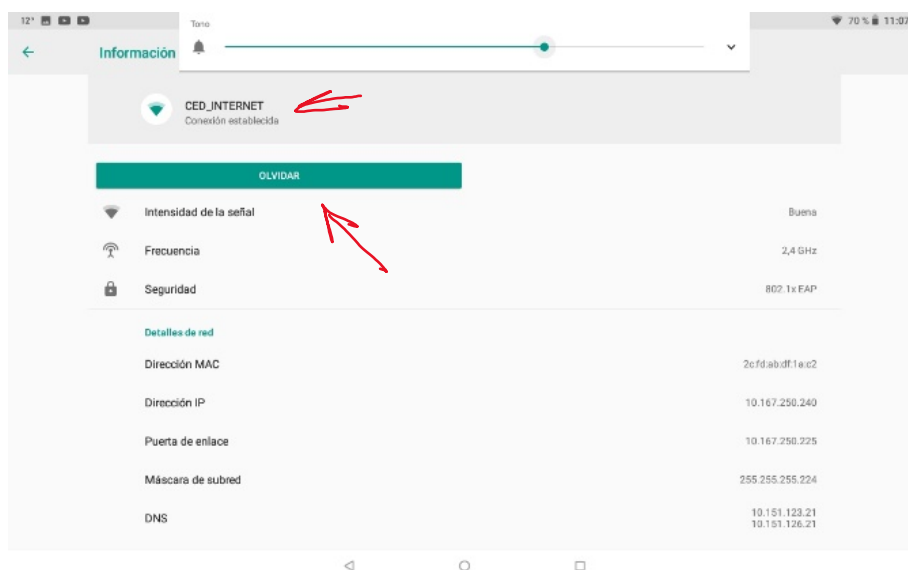 12°
Tono
70 % 11:07
Información
CED_INTERNET
Conexión establecida
OLVIDAR
Intensidad de la señal
Buena
Frecuencia
2,4 GHz
Seguridad
802.1x EAP
Detalles de red
Dirección MAC
2c:fd:ab:df:1a:c2
Dirección IP
10.167.250.240
Puerta de enlace
10.167.250.225
Máscara de subred
255.255.255.224
DNS
10.151.123.21
10.151.126.21